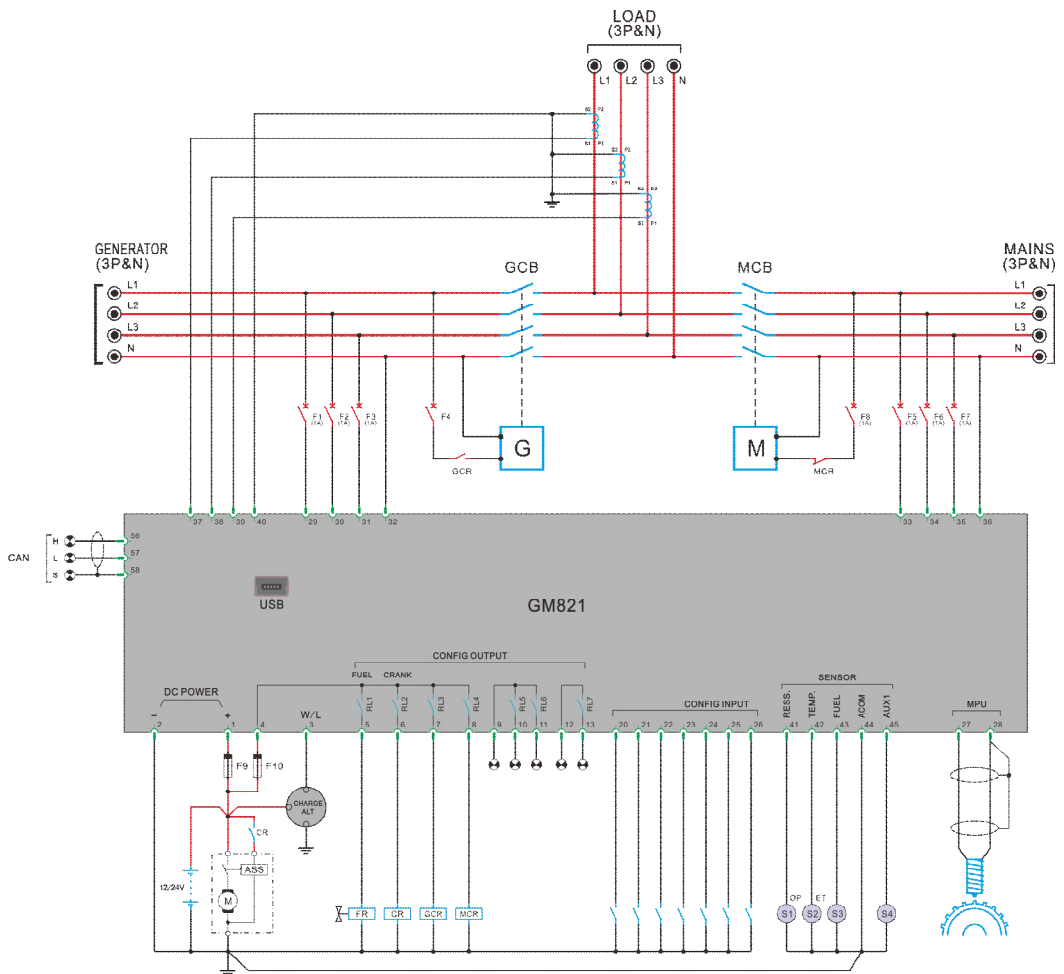 LOAD
(3P&N)
L1 L2 L3 N
S2 P2
S1 P1
S2 P2
S1 P1
P1
GENERATOR
(3P&N)
GCB
MCB
MAINS
(3P&N)
L1
L2
L3
N
L1
L2
L3
N
F1
(1A)
F2
(1A)
F3
(1A)
F4
F8
(1A)
F5
(1A)
F6
(1A)
F7
(1A)
G
M
GCR
MCR
37 38 39 40 29 30 31 32 33 34 35 36
CAN
H
L
S
56
57
58
USB
GM821
CONFIG OUTPUT
FUEL CRANK
DC POWER
- +
W/L
RL1 RL2 RL3 RL4 RL5 RL6 RL7
CONFIG INPUT
SENSOR
RESS. TEMP. FUEL ACOM AUX1
MPU
2 1 4 3 5 6 7 8 9 10 11 12 13 20 21 22 23 24 25 26 41 42 43 44 45 27 28
F9 F10
CHARGE
ALT
CR
ASS
12/24V
M
FR CR GCR MCR
OP ET
S1 S2 S3 S4